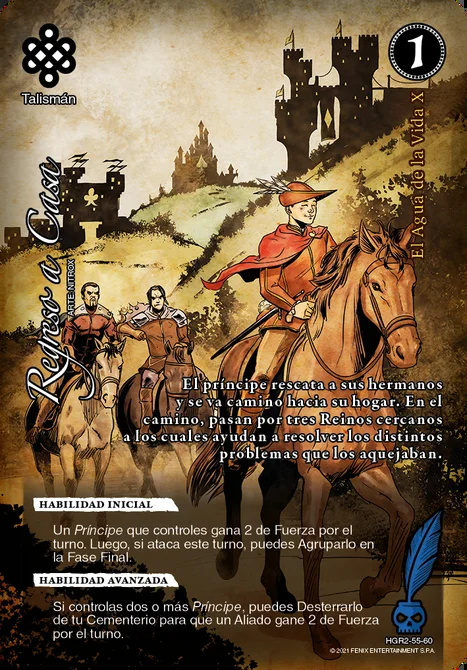 1
Talismán
El Agua de la Vida X
Regreso a Casa
ARTE: NITROX
El príncipe rescata a sus hermanos
y se va camino hacia su hogar. En el
camino, pasan por tres Reinos cercanos
a los cuales ayudan a resolver los distintos
problemas que los aquejaban.
HABILIDAD INICIAL
Un Príncipe que controles gana 2 de Fuerza por el
turno. Luego, si ataca este turno, puedes Agruparlo en
la Fase Final.
HABILIDAD AVANZADA
Si controlas dos o más Príncipe, puedes Desterrarlo
de tu Cementerio para que un Aliado gane 2 de Fuerza
por el turno.
HGR2-55-60
©2021 FENIX ENTERTAINMENT S.P.A.